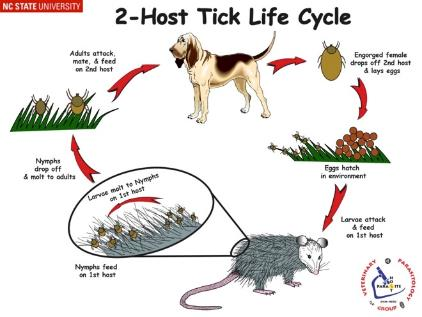 NC STATE UNIVERSITY
2-Host Tick Life Cycle
Adults attack,
mate, & feed
on 2nd host
Engorged female
drops off 2nd host
& lays eggs
Eggs hatch
in environment
Larvae attack
& feed
on 1st host
Larvae molt to Nymphs
on 1st host
Nymphs feed
on 1st host
Nymphs
drop off
& molt to adults
VETERINARY PARASITOLOGY
GROUP
PARASITE